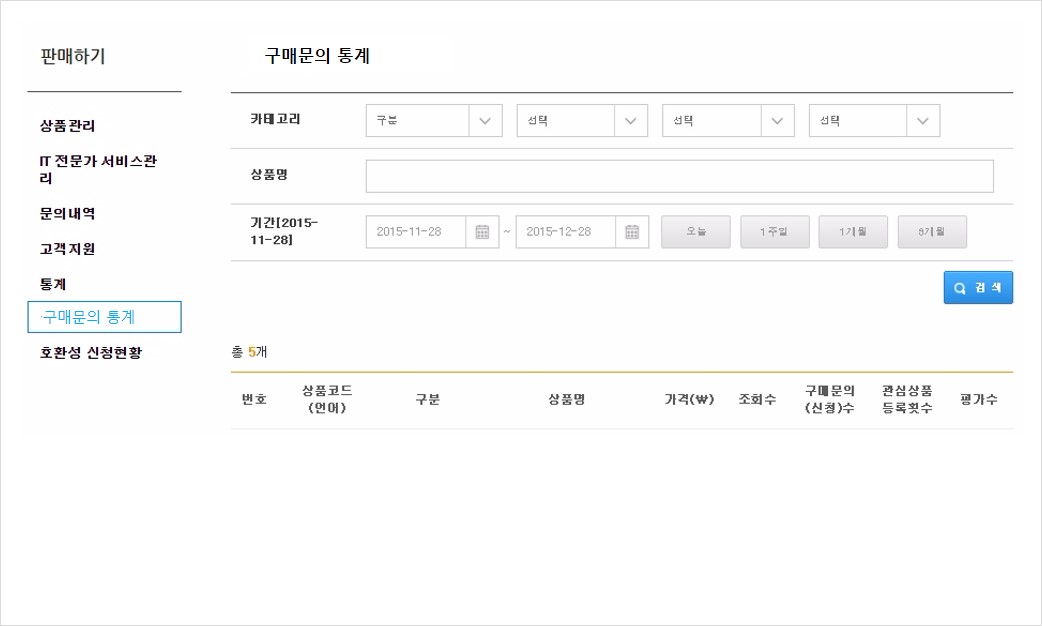 판매하기
구매문의 통계
상품관리
IT 전문가 서비스관
리
문의내역
고객지원
통계
·구매문의 통계
호환성 신청현황
카테고리
구분
선택
선택
선택
상품명
기간[2015-
11-28]
2015-11-28
~
2015-12-28
오늘
1주일
1개월
3개월
검 색
총 5개
번호
상품코드
(언어)
구분
상품명
가격(₩)
조회수
구매문의
(신청)수
관심상품
등록횟수
평가수